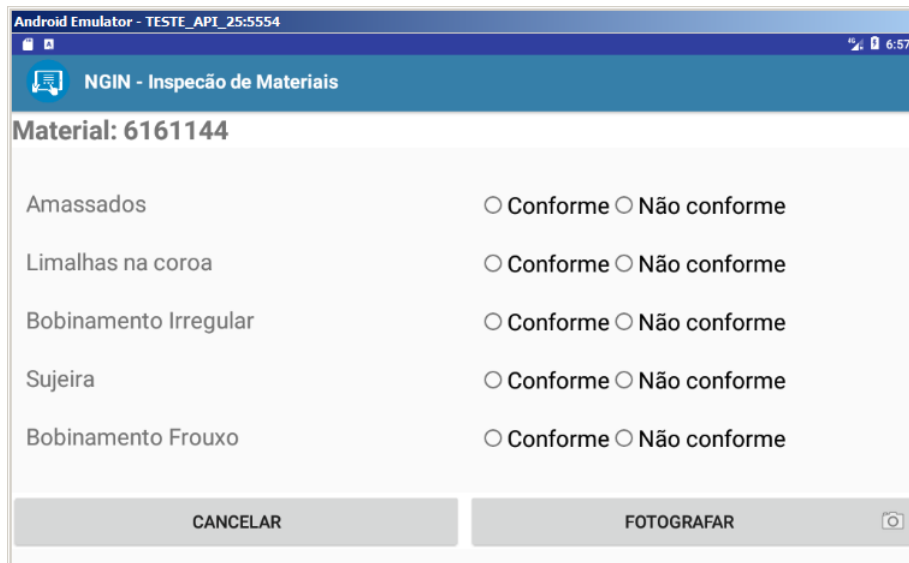 Android Emulator - TESTE_API_25:5554
4G 6:57
NGIN - Inspecão de Materiais
Material: 6161144
Amassados Conforme Não conforme
Limalhas na coroa Conforme Não conforme
Bobinamento Irregular Conforme Não conforme
Sujeira Conforme Não conforme
Bobinamento Frouxo Conforme Não conforme
CANCELAR FOTOGRAFAR